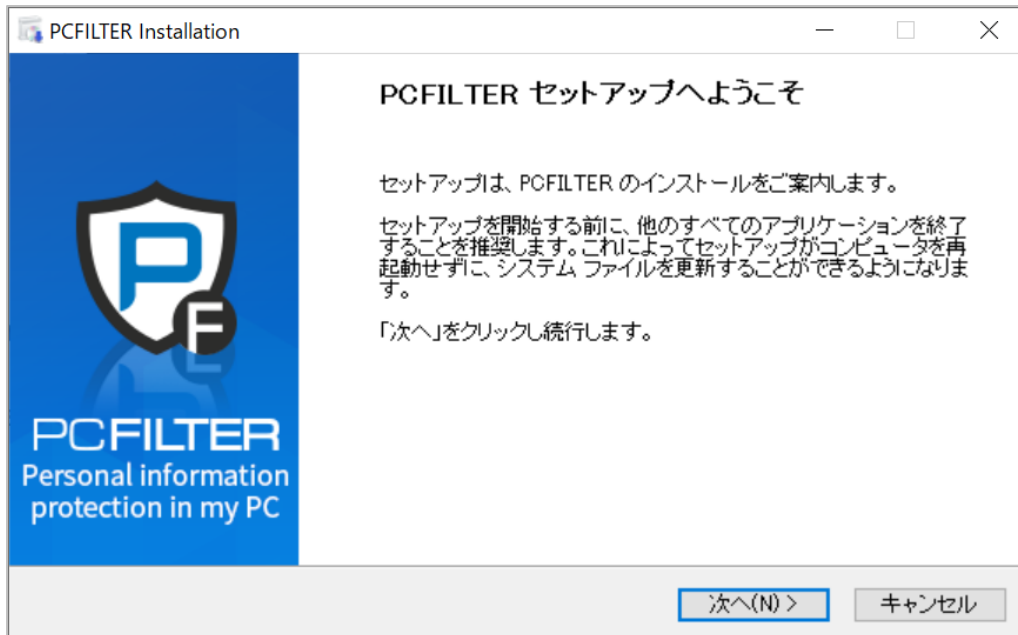 PCFILTER Installation
PCFILTER セットアップへようこそ
セットアップは、PCFILTER のインストールをご案内します。
セットアップを開始する前に、他のすべてのアプリケーションを終了
することを推奨します。これによってセットアップがコンピュータを再
起動せずに、システム ファイルを更新することができるようになりま
す。
「次へ」をクリックし続行します。
P
F
PCFILTER
Personal information
protection in my PC
次へ(N) >
キャンセル